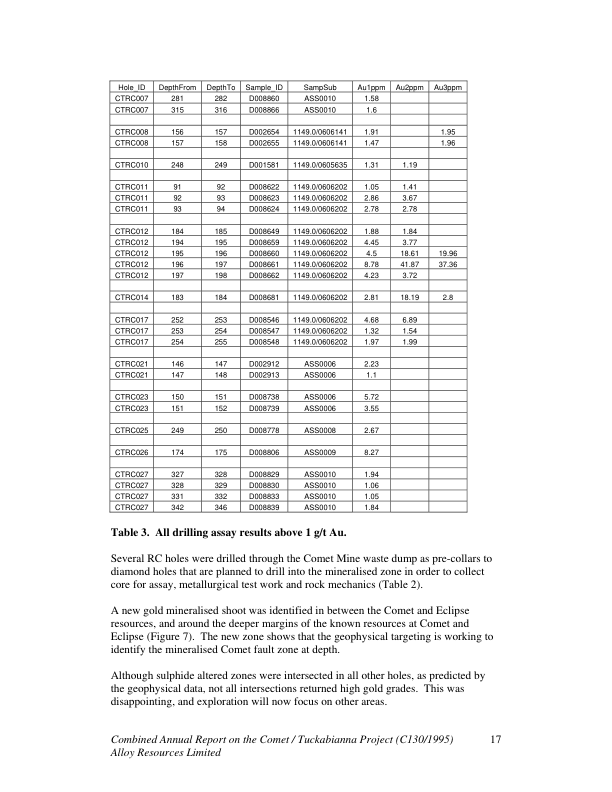 Hole_ID DepthFrom DepthTo Sample_ID SampSub Au1ppm Au2ppm Au3ppm
CTRC007 281 282 D008860 ASS0010 1.58
CTRC007 315 316 D008866 ASS0010 1.6
CTRC008 156 157 D002654 1149.0/0606141 1.91 1.95
CTRC008 157 158 D002655 1149.0/0606141 1.47 1.96
CTRC010 248 249 D001581 1149.0/0605635 1.31 1.19
CTRC011 91 92 D008622 1149.0/0606202 1.05 1.41
CTRC011 92 93 D008623 1149.0/0606202 2.86 3.67
CTRC011 93 94 D008624 1149.0/0606202 2.78 2.78
CTRC012 184 185 D008649 1149.0/0606202 1.88 1.84
CTRC012 194 195 D008659 1149.0/0606202 4.45 3.77
CTRC012 195 196 D008660 1149.0/0606202 4.5 18.61 19.96
CTRC012 196 197 D008661 1149.0/0606202 8.78 41.87 37.36
CTRC012 197 198 D008662 1149.0/0606202 4.23 3.72
CTRC014 183 184 D008681 1149.0/0606202 2.81 18.19 2.8
CTRC017 252 253 D008546 1149.0/0606202 4.68 6.89
CTRC017 253 254 D008547 1149.0/0606202 1.32 1.54
CTRC017 254 255 D008548 1149.0/0606202 1.97 1.99
CTRC021 146 147 D002912 ASS0006 2.23
CTRC021 147 148 D002913 ASS0006 1.1
CTRC023 150 151 D008738 ASS0006 5.72
CTRC023 151 152 D008739 ASS0006 3.55
CTRC025 249 250 D008778 ASS0008 2.67
CTRC026 174 175 D008806 ASS0009 8.27
CTRC027 327 328 D008829 ASS0010 1.94
CTRC027 328 329 D008830 ASS0010 1.06
CTRC027 331 332 D008833 ASS0010 1.05
CTRC027 342 346 D008839 ASS0010 1.84
Table 3. All drilling assay results above 1 g/t Au.
Several RC holes were drilled through the Comet Mine waste dump as pre-collars to
diamond holes that are planned to drill into the mineralised zone in order to collect
core for assay, metallurgical test work and rock mechanics (Table 2).
A new gold mineralised shoot was identified in between the Comet and Eclipse
resources, and around the deeper margins of the known resources at Comet and
Eclipse (Figure 7). The new zone shows that the geophysical targeting is working to
identify the mineralised Comet fault zone at depth.
Although sulphide altered zones were intersected in all other holes, as predicted by
the geophysical data, not all intersections returned high gold grades. This was
disappointing, and exploration will now focus on other areas.
Combined Annual Report on the Comet / Tuckabianna Project (C130/1995) 17
Alloy Resources Limited